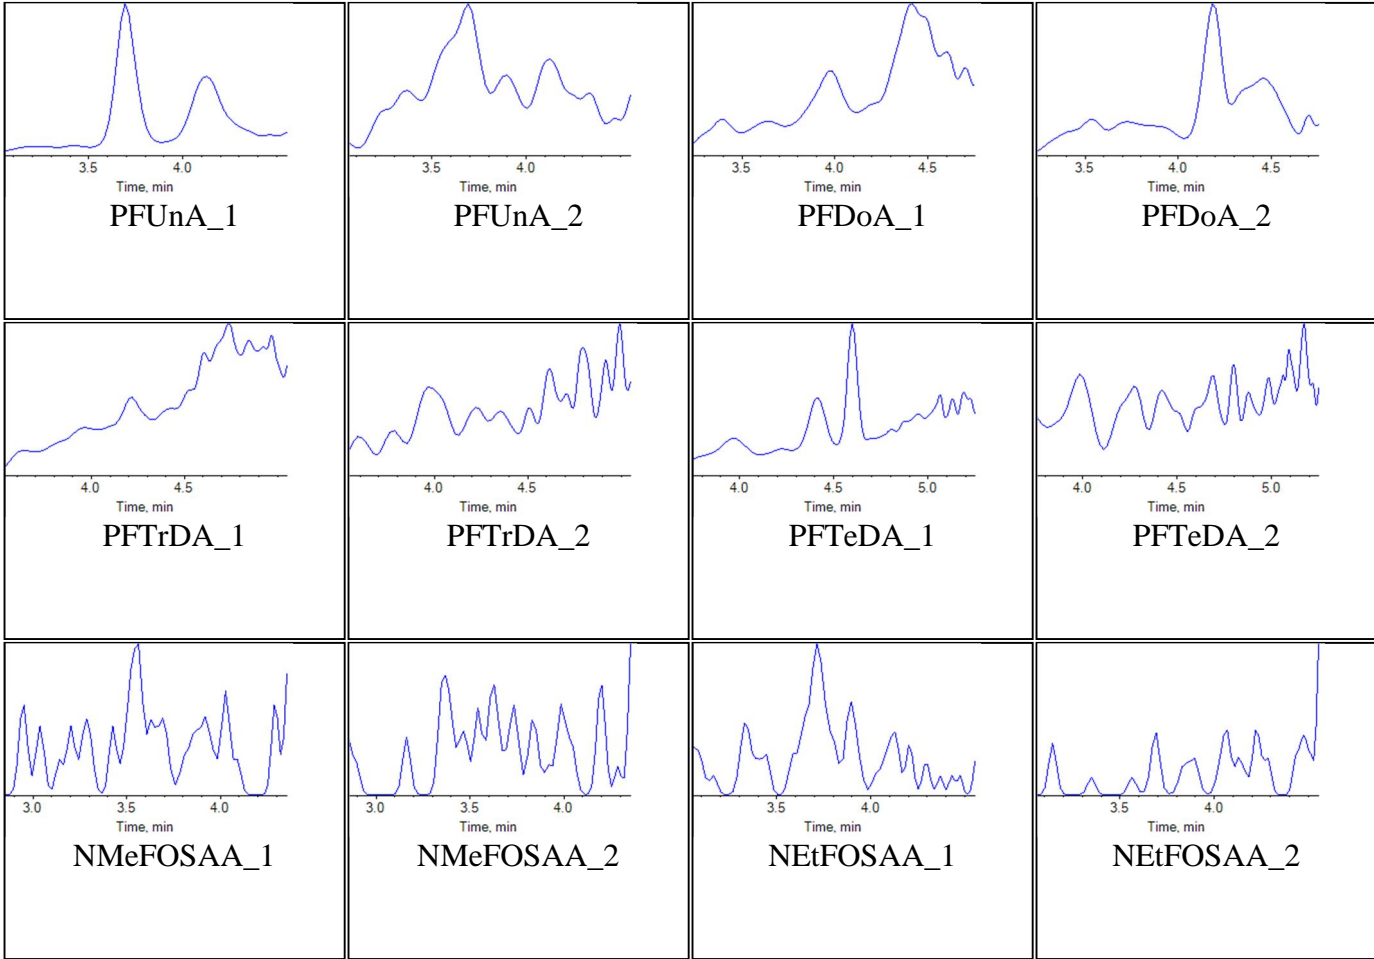 3.5 4.0 3.5 4.0 3.5 4.0 4.5 3.5 4.0 4.5
Time, min Time, min Time, min Time, min
PFUnA_1 PFUnA_2 PFDoA_1 PFDoA_2
4.0 4.5 4.0 4.5 4.0 4.5 5.0 4.0 4.5 5.0
Time, min Time, min Time, min Time, min
PFTrDA_1 PFTrDA_2 PFTeDA_1 PFTeDA_2
3.0 3.5 4.0 3.0 3.5 4.0 3.5 4.0 3.5 4.0
Time, min Time, min Time, min Time, min
NMeFOSAA_1 NMeFOSAA_2 NEtFOSAA_1 NEtFOSAA_2